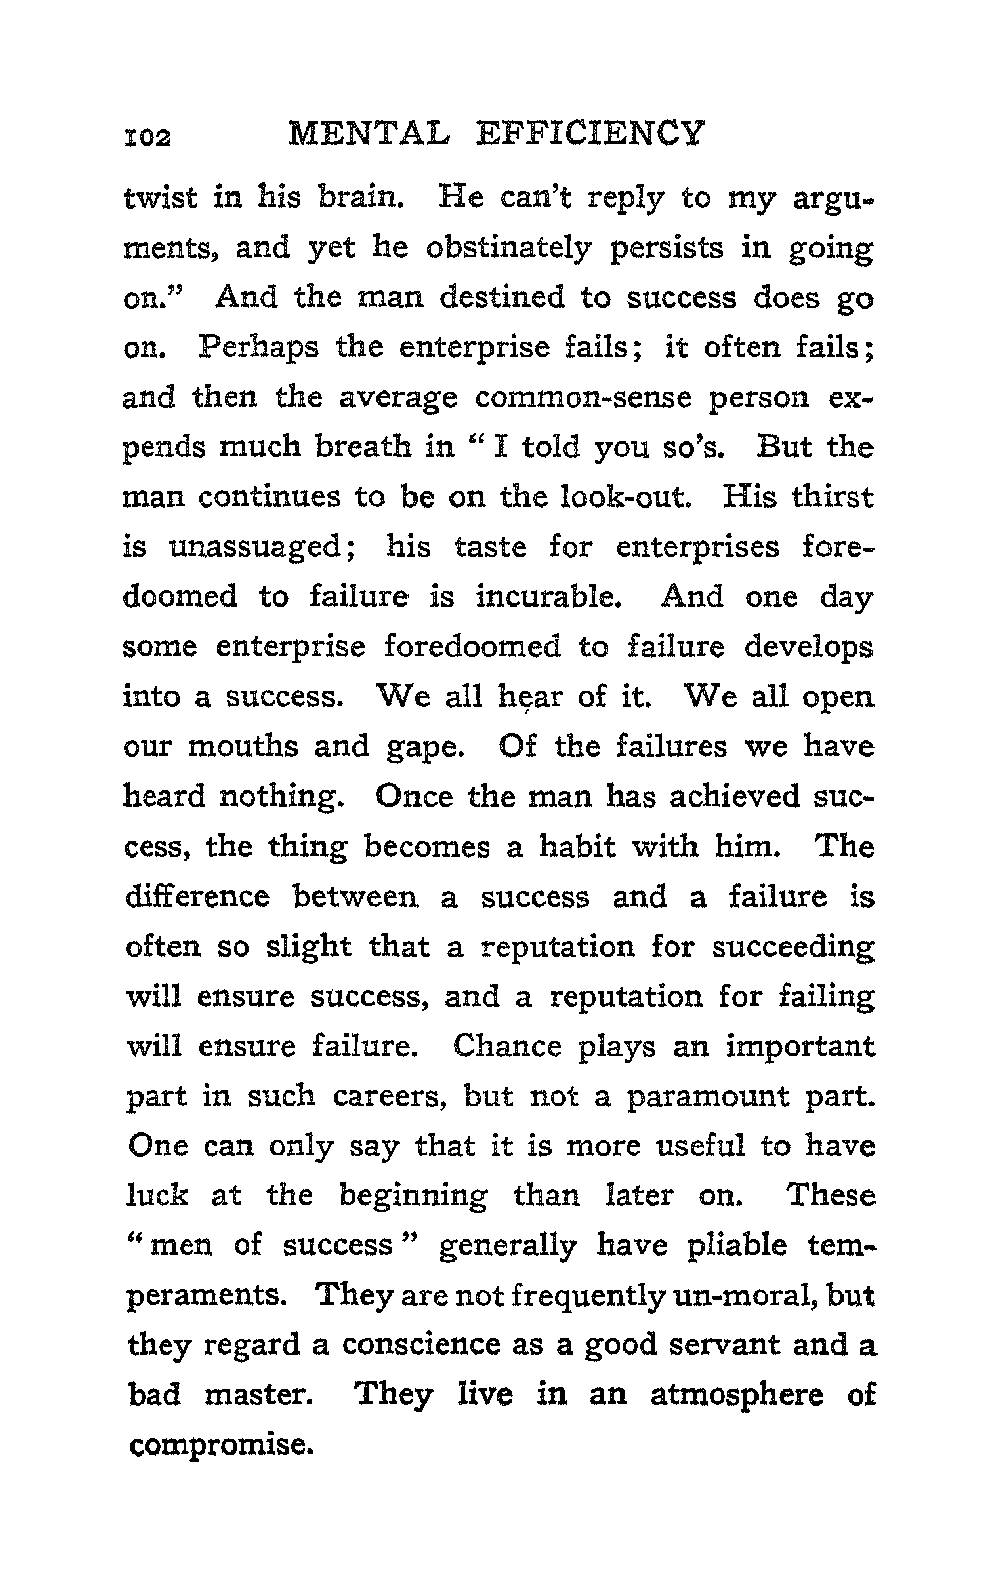 102 MENTAL EFFICIENCY
twist in his brain. He can't reply to my argu-
ments, and yet he obstinately persists in going
on." And the man destined to success does go
on. Perhaps the enterprise fails; it often fails;
and then the average common-sense person ex-
pends much breath in "I told you so's. But the
man continues to be on the look-out. His thirst
is unassuaged; his taste for enterprises fore-
doomed to failure is incurable. And one day
some enterprise foredoomed to failure develops
into a success. We all hear of it. We all open
our mouths and gape. Of the failures we have
heard nothing. Once the man has achieved suc-
cess, the thing becomes a habit with him. The
difference between a success and a failure is
often so slight that a reputation for succeeding
will ensure success, and a reputation for failing
will ensure failure. Chance plays an important
part in such careers, but not a paramount part.
One can only say that it is more useful to have
luck at the beginning than later on. These
"men of success" generally have pliable tem-
peraments. They are not frequently un-moral, but
they regard a conscience as a good servant and a
bad master. They live in an atmosphere of
compromise.